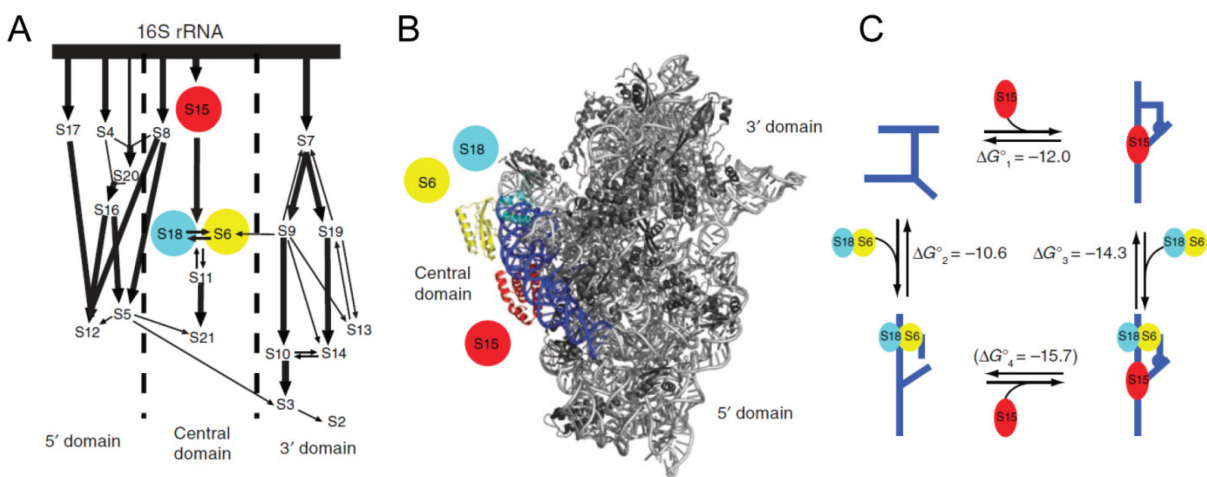 A
16S rRNA
S15
S17
S4
S8
S7
S20
S16
S18
S6
S9
S19
S11
S12
S5
S21
S13
S10
S14
S3
S2
5′ domain
Central
domain
3′ domain
B
3′ domain
S18
S6
Central
domain
S15
5′ domain
C
S15
S15
ΔG°1 = −12.0
S18 S6
ΔG°2 = −10.6
ΔG°3 = −14.3
S18 S6
S18 S6
(ΔG°4 = −15.7)
S18 S6
S15
S15